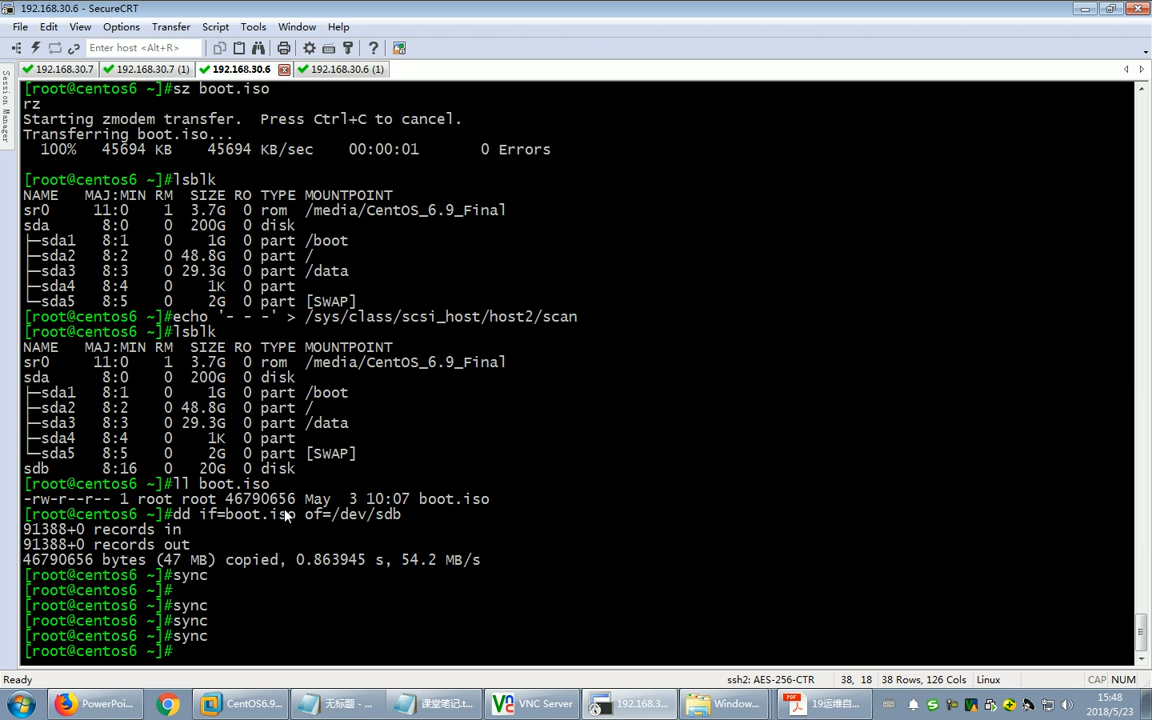 192.168.30.6 - SecureCRT
File Edit View Options Transfer Script Tools Window Help
Enter host <Alt+R>
192.168.30.7 192.168.30.7 (1) 192.168.30.6 192.168.30.6 (1)
Session Manager
[root@centos6 ~]#sz boot.iso
rz
Starting zmodem transfer.  Press Ctrl+C to cancel.
Transferring boot.iso...
  100%   45694 KB   45694 KB/sec    00:00:01       0 Errors
[root@centos6 ~]#lsblk
NAME   MAJ:MIN RM  SIZE RO TYPE MOUNTPOINT
sr0     11:0    1  3.7G  0 rom  /media/CentOS_6.9_Final
sda      8:0    0  200G  0 disk
├─sda1   8:1    0    1G  0 part /boot
├─sda2   8:2    0 48.8G  0 part /
├─sda3   8:3    0 29.3G  0 part /data
├─sda4   8:4    0    1K  0 part
└─sda5   8:5    0    2G  0 part [SWAP]
[root@centos6 ~]#echo '- - -' > /sys/class/scsi_host/host2/scan
[root@centos6 ~]#lsblk
NAME   MAJ:MIN RM  SIZE RO TYPE MOUNTPOINT
sr0     11:0    1  3.7G  0 rom  /media/CentOS_6.9_Final
sda      8:0    0  200G  0 disk
├─sda1   8:1    0    1G  0 part /boot
├─sda2   8:2    0 48.8G  0 part /
├─sda3   8:3    0 29.3G  0 part /data
├─sda4   8:4    0    1K  0 part
└─sda5   8:5    0    2G  0 part [SWAP]
sdb      8:16   0   20G  0 disk
[root@centos6 ~]#ll boot.iso
-rw-r--r-- 1 root root 46790656 May  3 10:07 boot.iso
[root@centos6 ~]#dd if=boot.iso of=/dev/sdb
91388+0 records in
91388+0 records out
46790656 bytes (47 MB) copied, 0.863945 s, 54.2 MB/s
[root@centos6 ~]#sync
[root@centos6 ~]#
[root@centos6 ~]#sync
[root@centos6 ~]#sync
[root@centos6 ~]#sync
[root@centos6 ~]#
Ready ssh2: AES-256-CTR 38, 18 38 Rows, 126 Cols Linux CAP NUM
PowerPoi... CentOS6.9... 无标题 - ... 课堂笔记.t... VNC Server 192.168.3... Window... 19运维自... 15:48
2018/5/23